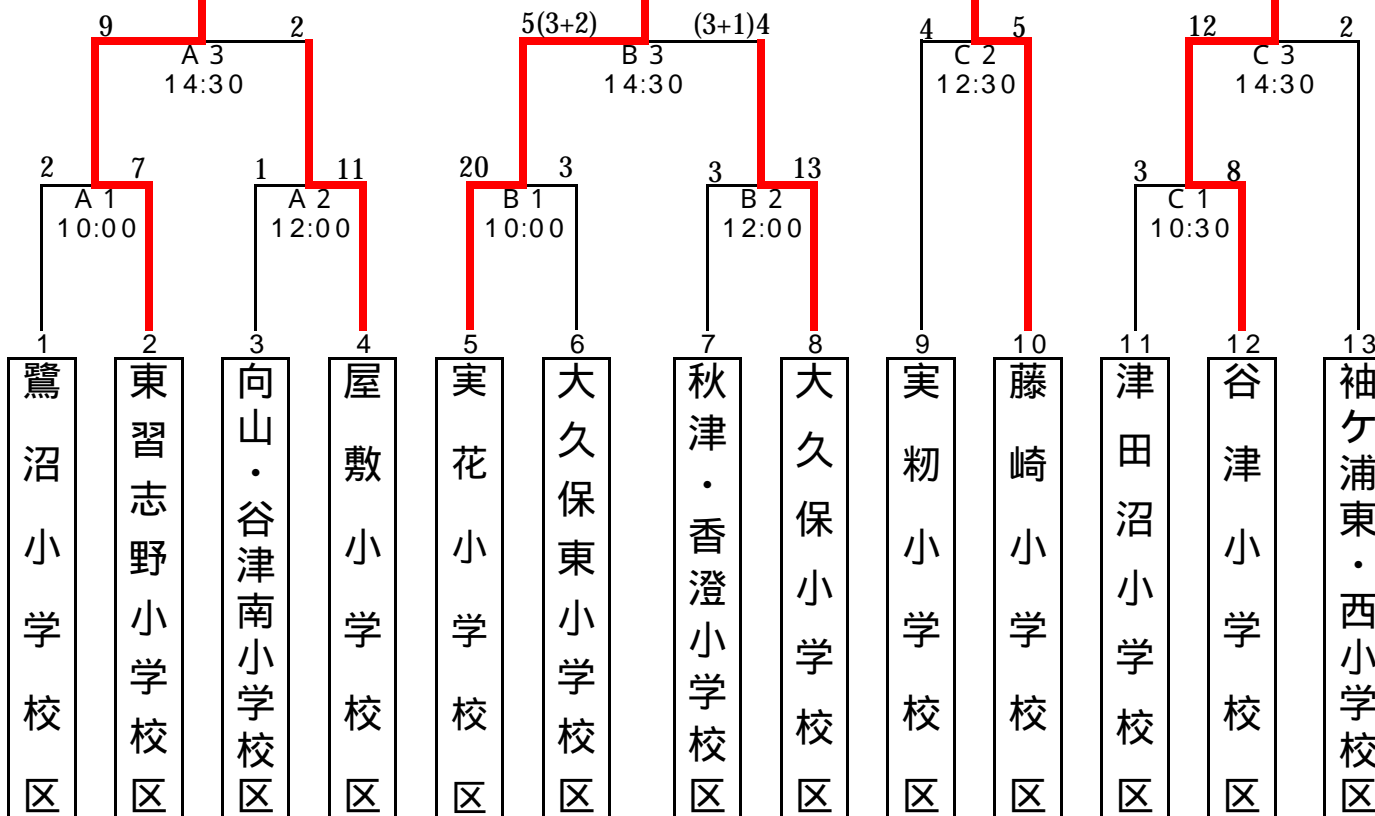 9 2 5(3+2) (3+1)4 4 5 12 2
A 3 B 3 C 2 C 3
14:30 14:30 12:30 14:30
2 7 1 11 20 3 3 13 3 8
A 1 A 2 B 1 B 2 C 1
10:00 12:00 10:00 12:00 10:30
1 2 3 4 5 6 7 8 9 10 11 12 13
鷺沼小学校区
東習志野小学校区
向山・谷津南小学校区
屋敷小学校区
実花小学校区
大久保東小学校区
秋津・香澄小学校区
大久保小学校区
実籾小学校区
藤崎小学校区
津田沼小学校区
谷津小学校区
袖ケ浦東・西小学校区